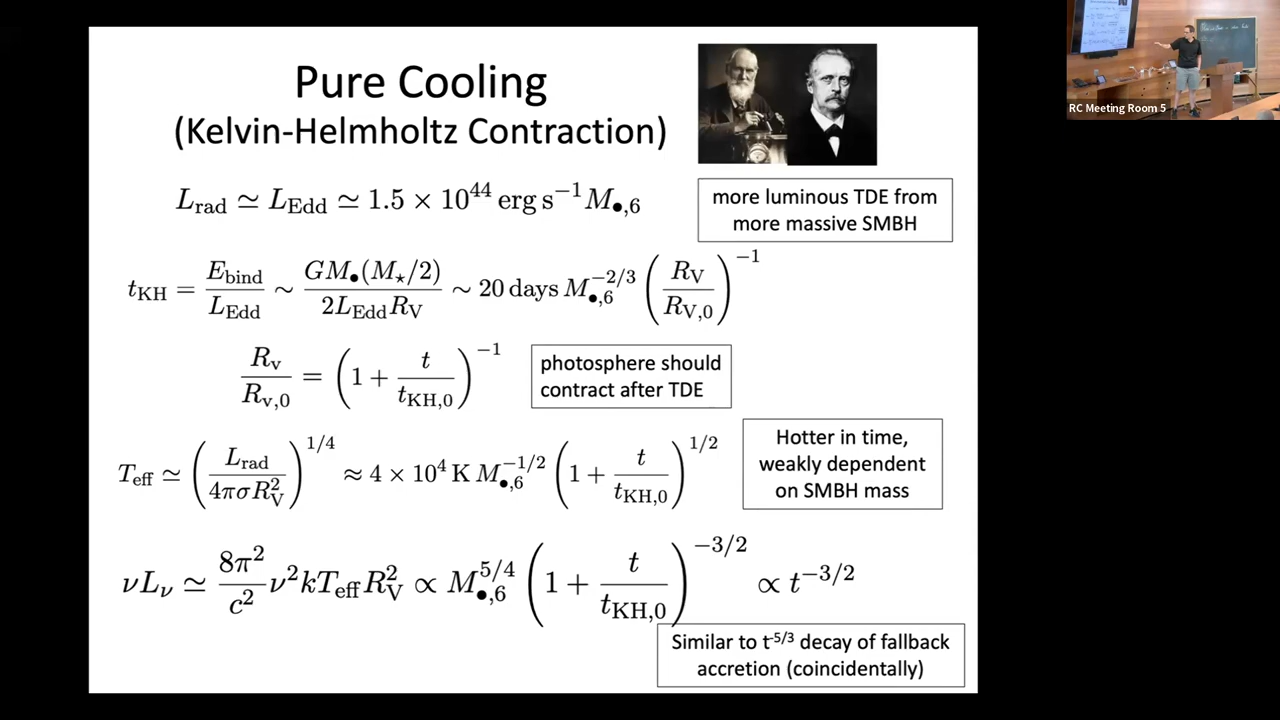 Pure Cooling
(Kelvin-Helmholtz Contraction)
L_rad ≃ L_Edd ≃ 1.5 × 10^44 erg s^−1 M_•,6
more luminous TDE from
more massive SMBH
t_KH = E_bind / L_Edd ∼ GM_•(M_⋆/2) / 2L_Edd R_V ∼ 20 days M_•,6^−2/3 (R_V / R_V,0)^−1
R_v / R_v,0 = (1 + t / t_KH,0)^−1
photosphere should
contract after TDE
T_eff ≃ (L_rad / 4πσR_V^2)^1/4 ≈ 4 × 10^4 K M_•,6^−1/2 (1 + t / t_KH,0)^1/2
Hotter in time,
weakly dependent
on SMBH mass
νL_ν ≃ 8π^2 / c^2 ν^2 kT_eff R_V^2 ∝ M_•,6^5/4 (1 + t / t_KH,0)^−3/2 ∝ t^−3/2
Similar to t^-5/3 decay of fallback
accretion (coincidentally)
RC Meeting Room 5